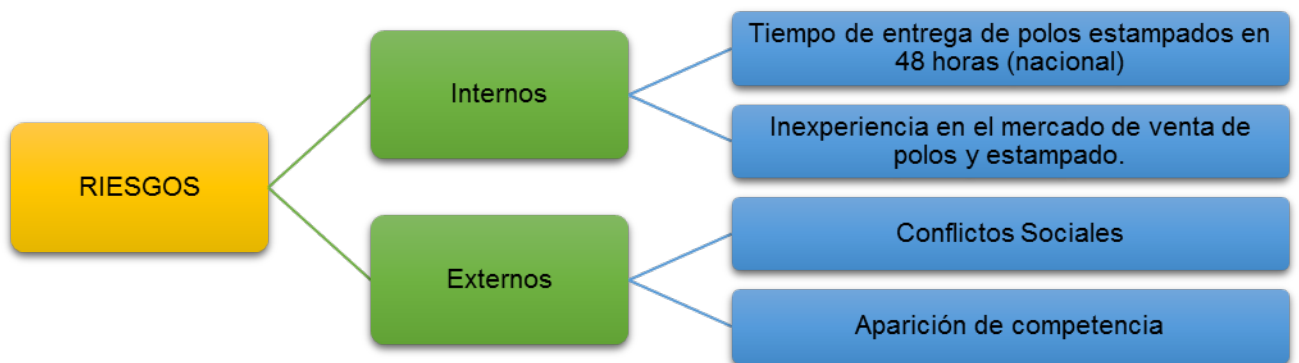 RIESGOS
Internos
Tiempo de entrega de polos estampados en
48 horas (nacional)
Inexperiencia en el mercado de venta de
polos y estampado.
Externos
Conflictos Sociales
Aparición de competencia